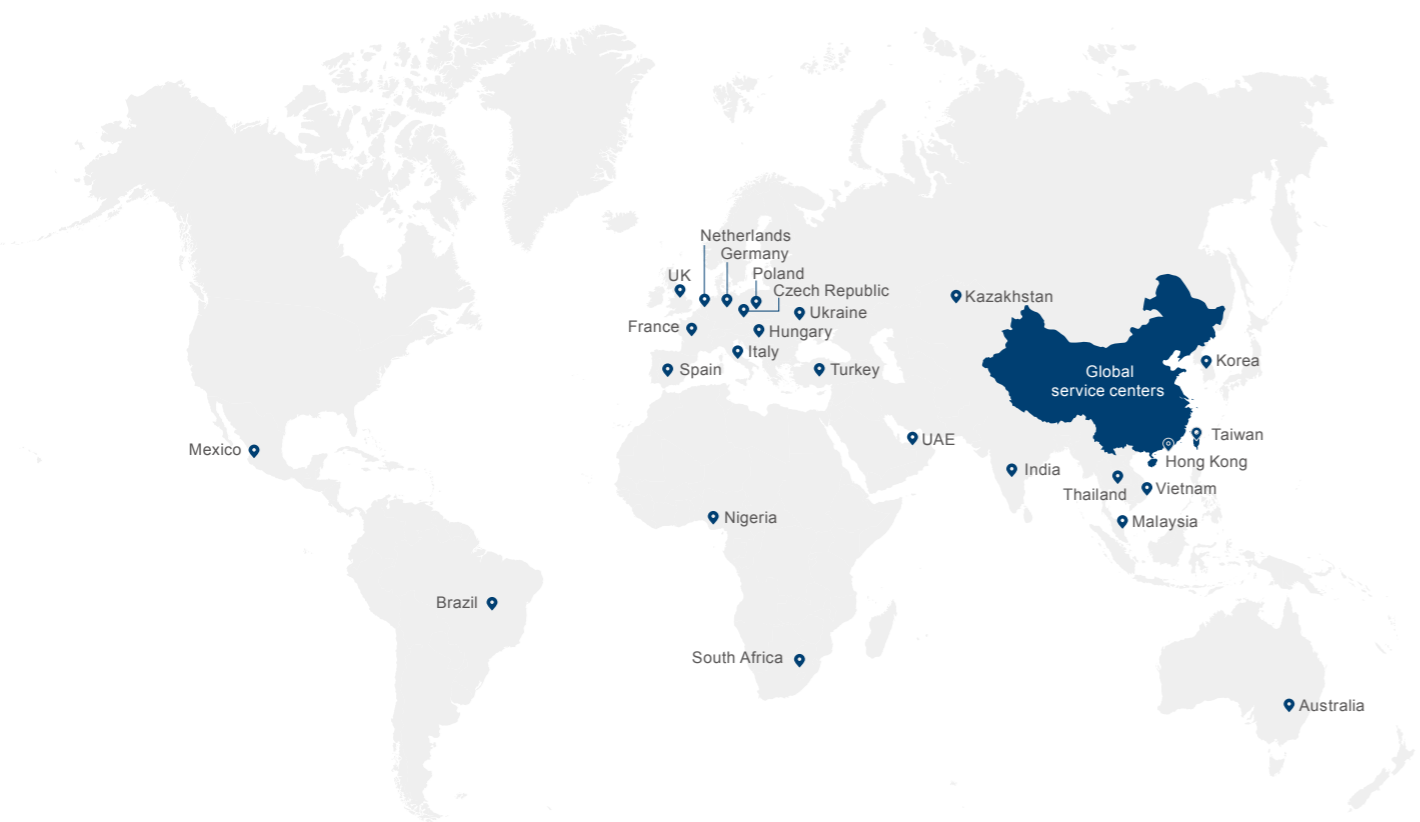 Netherlands
Germany
UK
Poland
Czech Republic
Kazakhstan
Ukraine
France
Hungary
Italy
Korea
Spain
Turkey
Global
service centers
Taiwan
UAE
Mexico
Hong Kong
India
Vietnam
Thailand
Nigeria
Malaysia
Brazil
South Africa
Australia